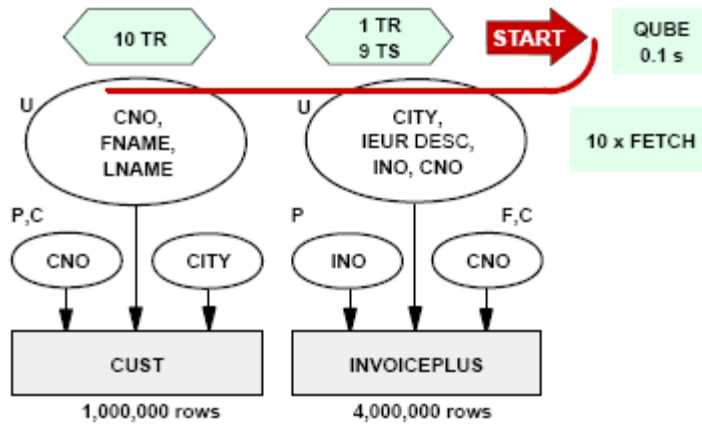 10 TR
1 TR
9 TS
START
QUBE
0.1 s
U
CNO,
FNAME,
LNAME
U
CITY,
IEUR DESC,
INO, CNO
10 x FETCH
P,C
CNO
CITY
P
INO
F,C
CNO
CUST
INVOICEPLUS
1,000,000 rows
4,000,000 rows